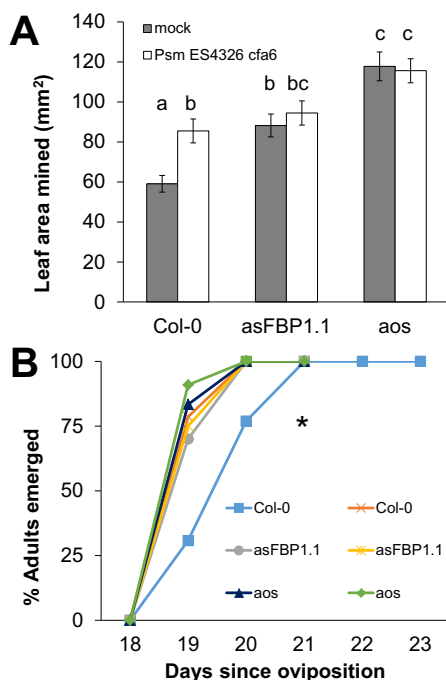 A
mock
Psm ES4326 cfa6
Leaf area mined (mm²)
140
120
100
80
60
40
20
0
a b b bc c c
Col-0 asFBP1.1 aos
B
% Adults emerged
100
75
50
25
0
*
Col-0 Col-0
asFBP1.1 asFBP1.1
aos aos
18 19 20 21 22 23
Days since oviposition